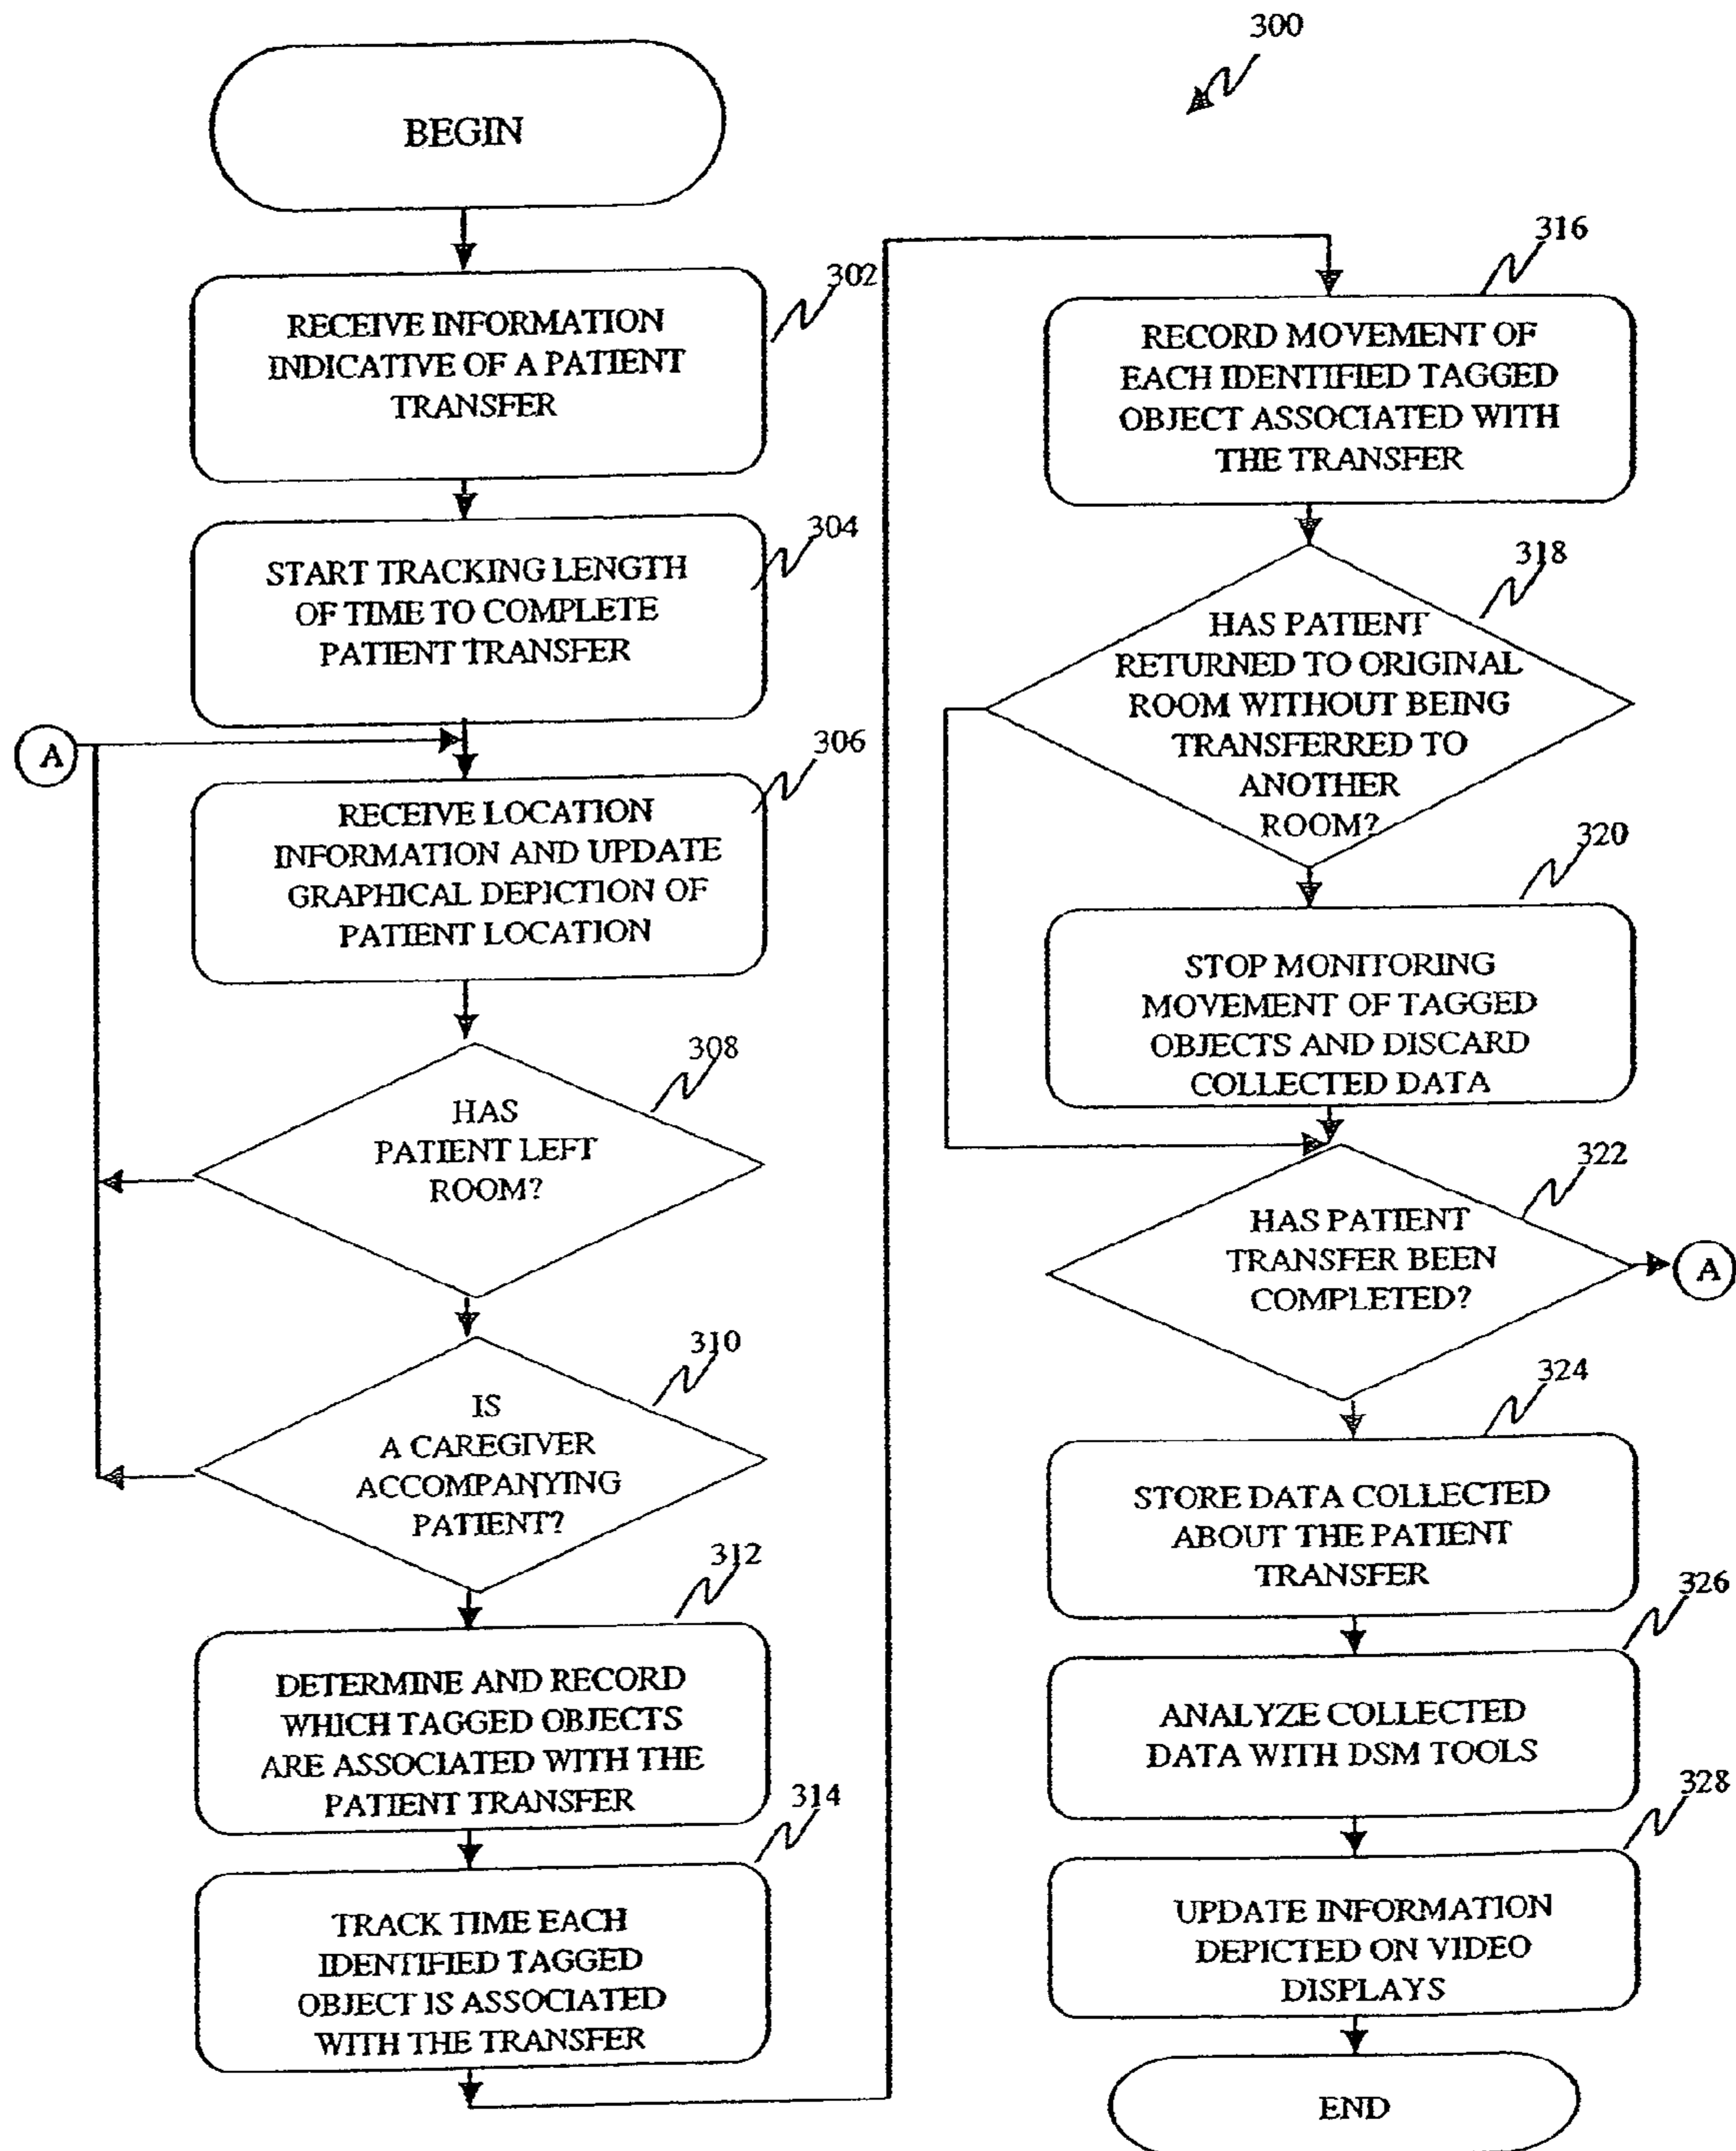 300
BEGIN
302
RECEIVE INFORMATION
INDICATIVE OF A PATIENT
TRANSFER
304
START TRACKING LENGTH
OF TIME TO COMPLETE
PATIENT TRANSFER
A
306
RECEIVE LOCATION
INFORMATION AND UPDATE
GRAPHICAL DEPICTION OF
PATIENT LOCATION
308
HAS
PATIENT LEFT
ROOM?
310
IS
A CAREGIVER
ACCOMPANYING
PATIENT?
312
DETERMINE AND RECORD
WHICH TAGGED OBJECTS
ARE ASSOCIATED WITH THE
PATIENT TRANSFER
314
TRACK TIME EACH
IDENTIFIED TAGGED
OBJECT IS ASSOCIATED
WITH THE TRANSFER
316
RECORD MOVEMENT OF
EACH IDENTIFIED TAGGED
OBJECT ASSOCIATED WITH
THE TRANSFER
318
HAS PATIENT
RETURNED TO ORIGINAL
ROOM WITHOUT BEING
TRANSFERRED TO
ANOTHER
ROOM?
320
STOP MONITORING
MOVEMENT OF TAGGED
OBJECTS AND DISCARD
COLLECTED DATA
322
HAS PATIENT
TRANSFER BEEN
COMPLETED?
A
324
STORE DATA COLLECTED
ABOUT THE PATIENT
TRANSFER
326
ANALYZE COLLECTED
DATA WITH DSM TOOLS
328
UPDATE INFORMATION
DEPICTED ON VIDEO
DISPLAYS
END